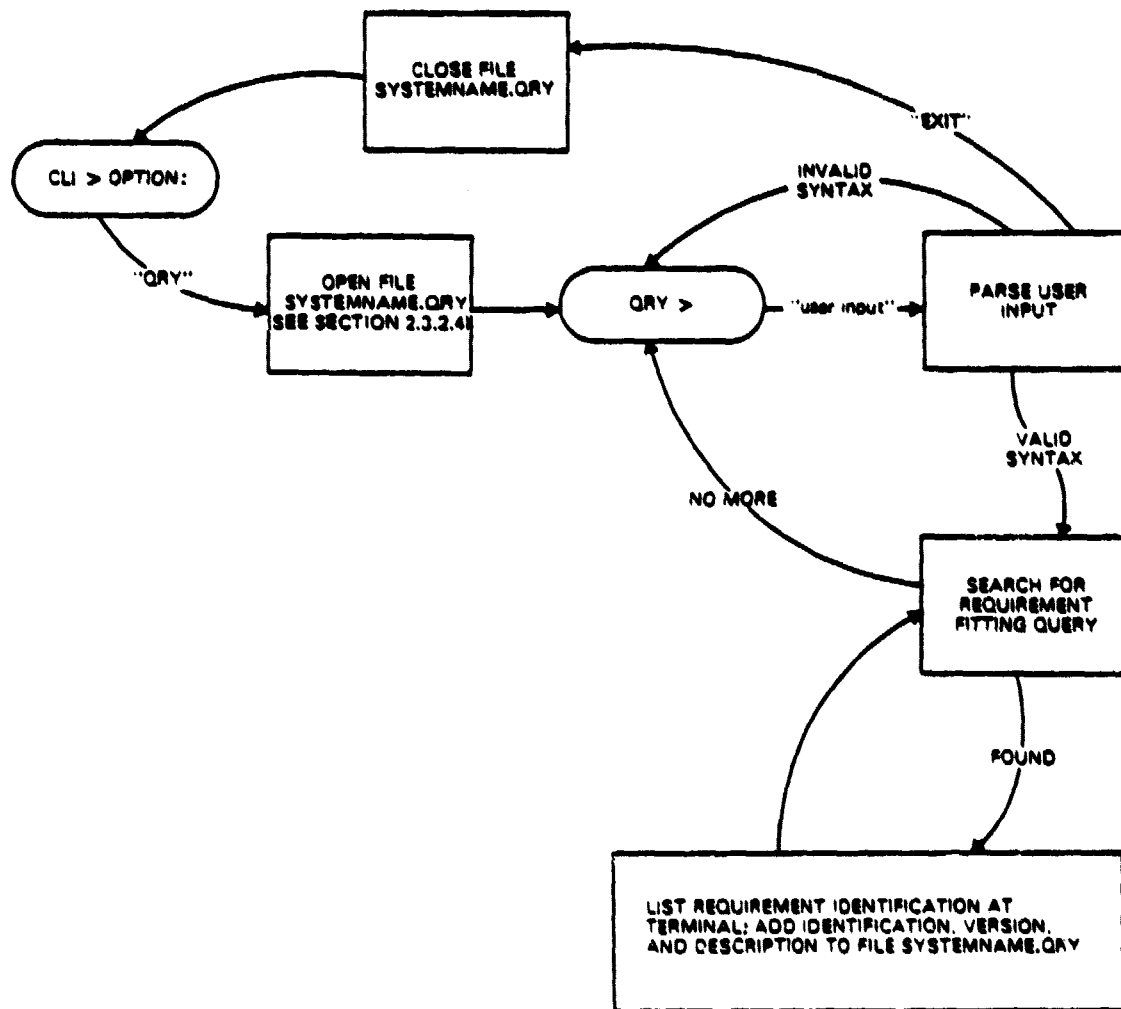 CLOSE FILE
SYSTEMNAME.QRY
"EXIT"
CLI > OPTION:
INVALID
SYNTAX
"QRY"
OPEN FILE
SYSTEMNAME.QRY
SEE SECTION 2.3.2.4)
QRY >
"user input"
PARSE USER
INPUT
VALID
SYNTAX
NO MORE
SEARCH FOR
REQUIREMENT
FITTING QUERY
FOUND
LIST REQUIREMENT IDENTIFICATION AT
TERMINAL; ADD IDENTIFICATION, VERSION,
AND DESCRIPTION TO FILE SYSTEMNAME.QRY